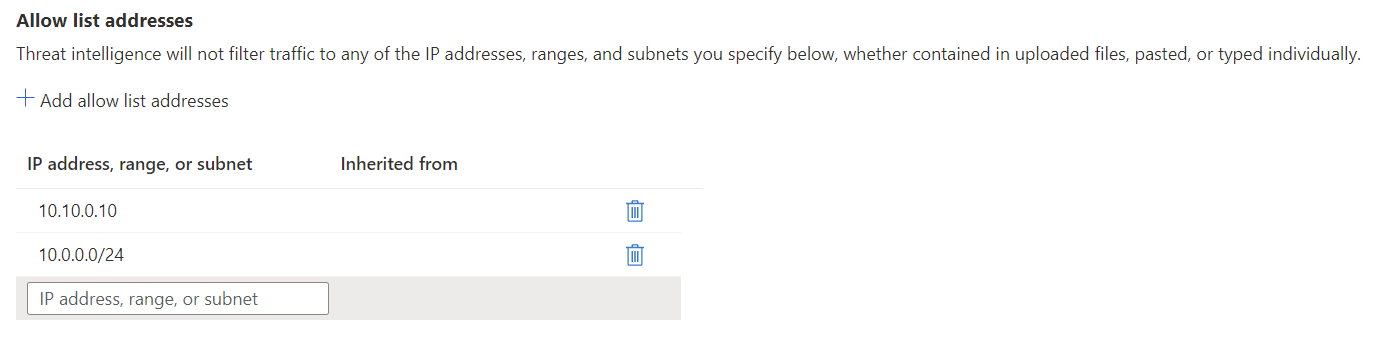 Allow list addresses
Threat intelligence will not filter traffic to any of the IP addresses, ranges, and subnets you specify below, whether contained in uploaded files, pasted, or typed individually.
+ Add allow list addresses
IP address, range, or subnet Inherited from
10.10.0.10
10.0.0.0/24
IP address, range, or subnet